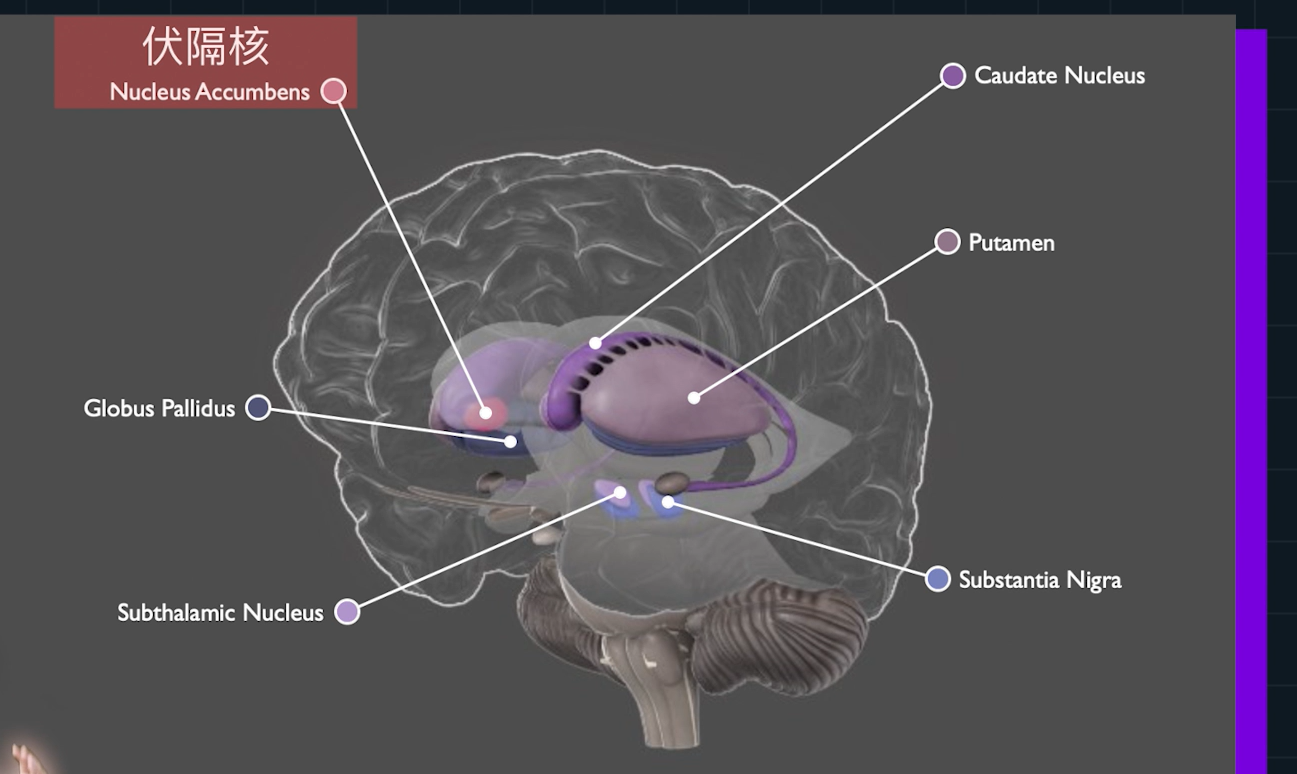 伏隔核
Nucleus Accumbens
Caudate Nucleus
Putamen
Globus Pallidus
Substantia Nigra
Subthalamic Nucleus